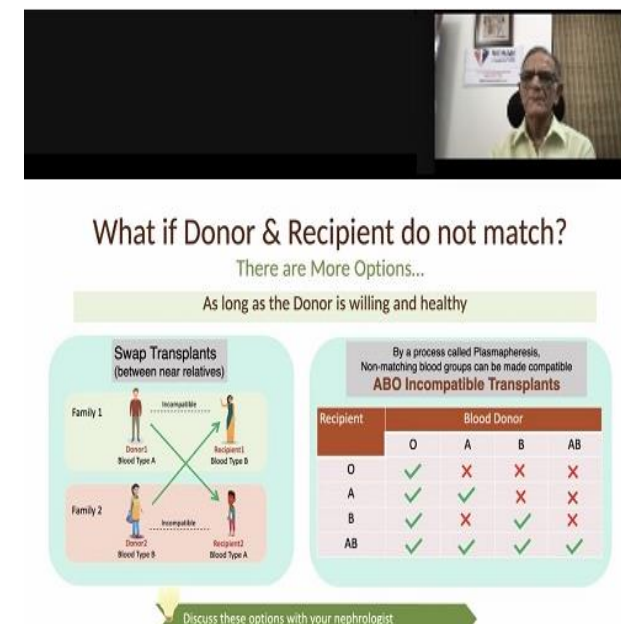 What if Donor & Recipient do not match?
There are More Options...
As long as the Donor is willing and healthy
Swap Transplants
(between near relatives)
Family 1
Incompatible
Donor1
Blood Type A
Recipient1
Blood Type B
Family 2
Incompatible
Donor2
Blood Type B
Recipient2
Blood Type A
By a process called Plasmapheresis,
Non-matching blood groups can be made compatible
ABO Incompatible Transplants
Recipient Blood Donor
O A B AB
O ✓ ✗ ✗ ✗
A ✓ ✓ ✗ ✗
B ✓ ✗ ✓ ✗
AB ✓ ✓ ✓ ✓
Discuss these options with your nephrologist